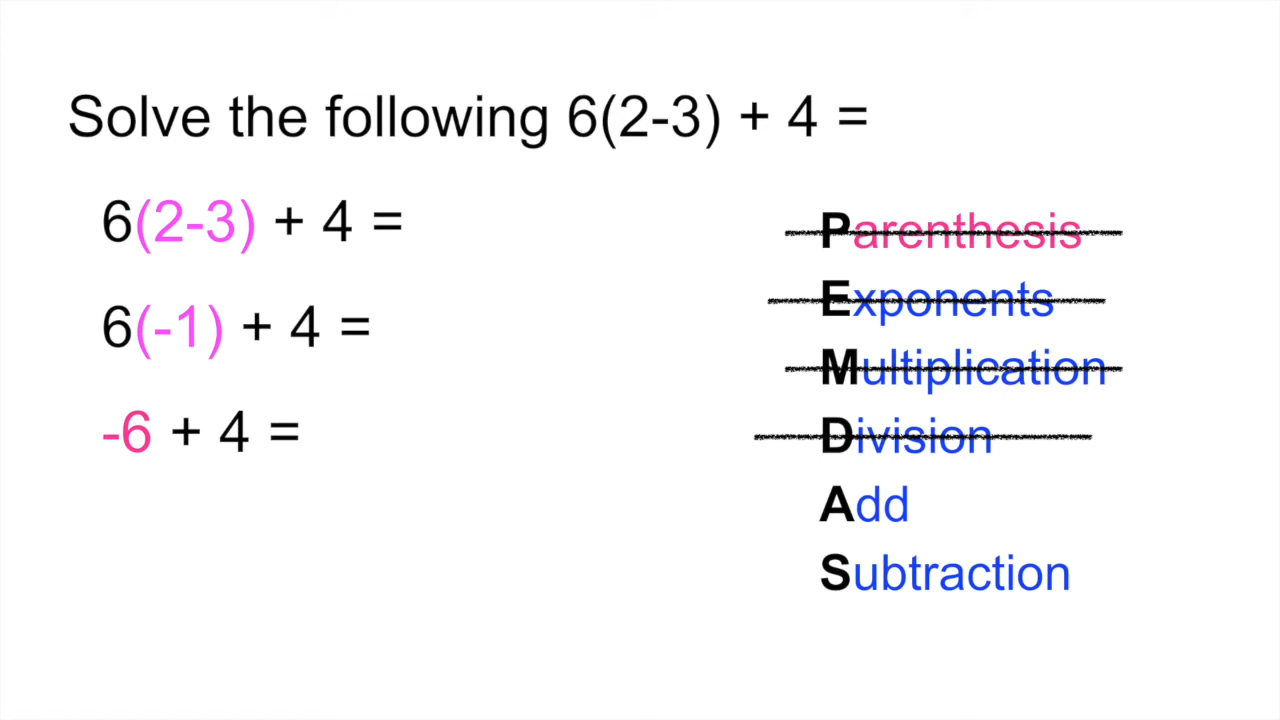 Solve the following 6(2-3) + 4 =
6(2-3) + 4 =
6(-1) + 4 =
-6 + 4 =
Parenthesis
Exponents
Multiplication
Division
Add
Subtraction